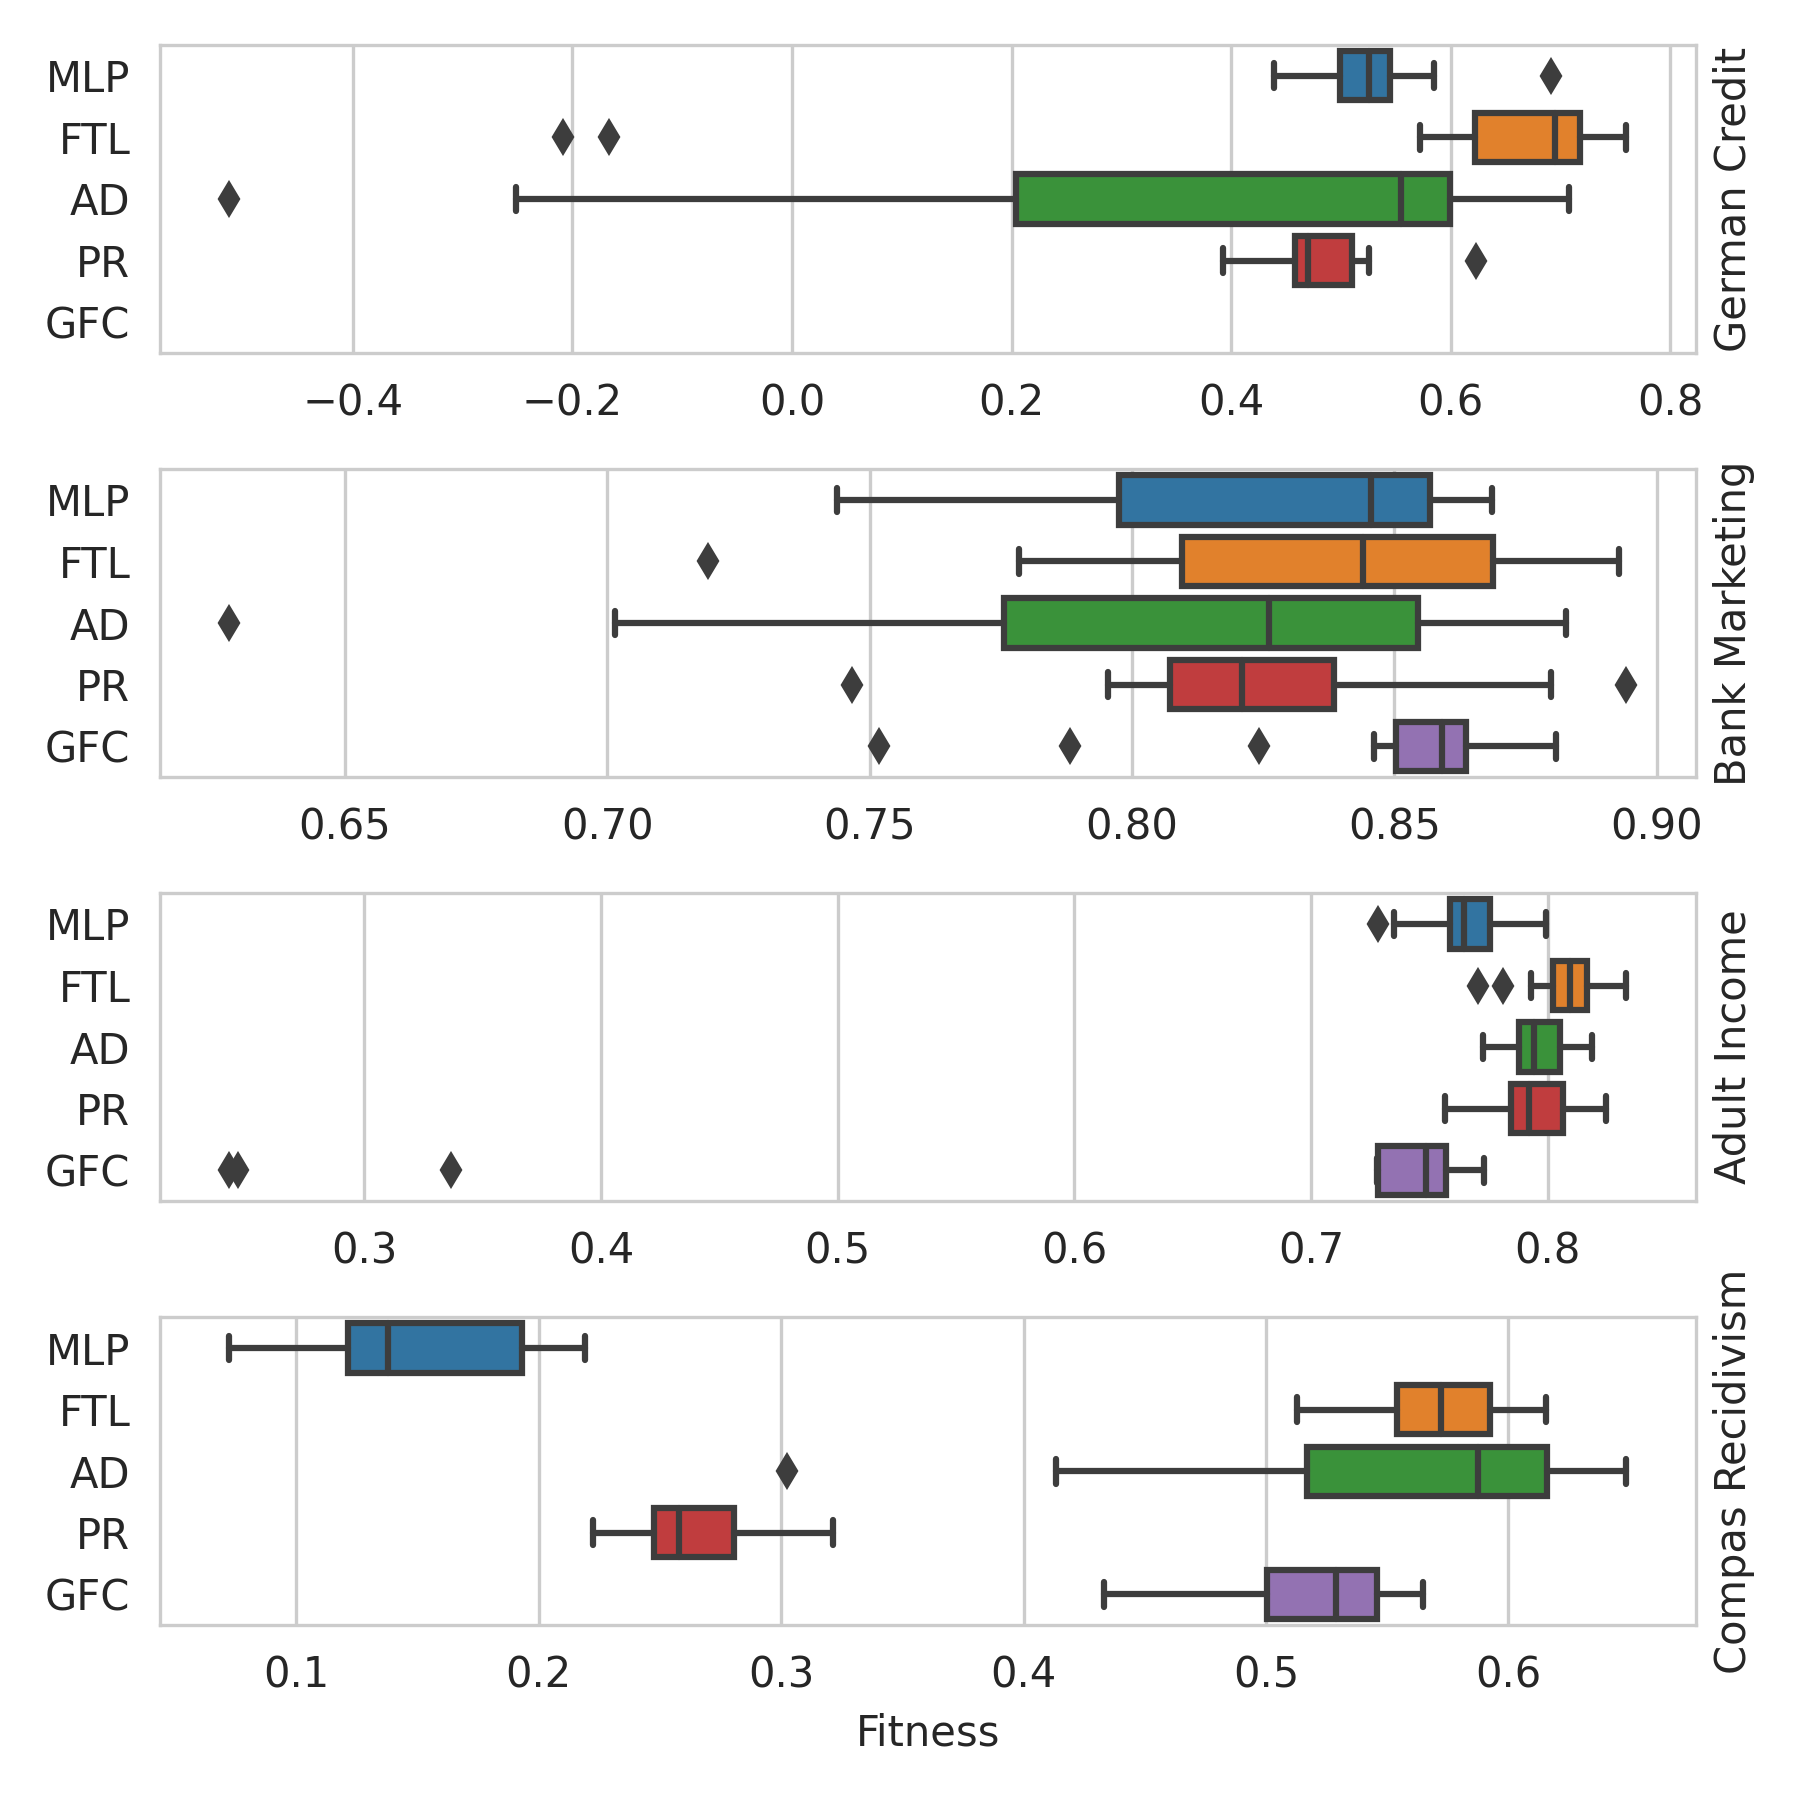 MLP
FTL
AD
PR
GFC
−0.4 −0.2 0.0 0.2 0.4 0.6 0.8
German Credit
MLP
FTL
AD
PR
GFC
0.65 0.70 0.75 0.80 0.85 0.90
Bank Marketing
MLP
FTL
AD
PR
GFC
0.3 0.4 0.5 0.6 0.7 0.8
Adult Income
MLP
FTL
AD
PR
GFC
0.1 0.2 0.3 0.4 0.5 0.6
Compas Recidivism
Fitness